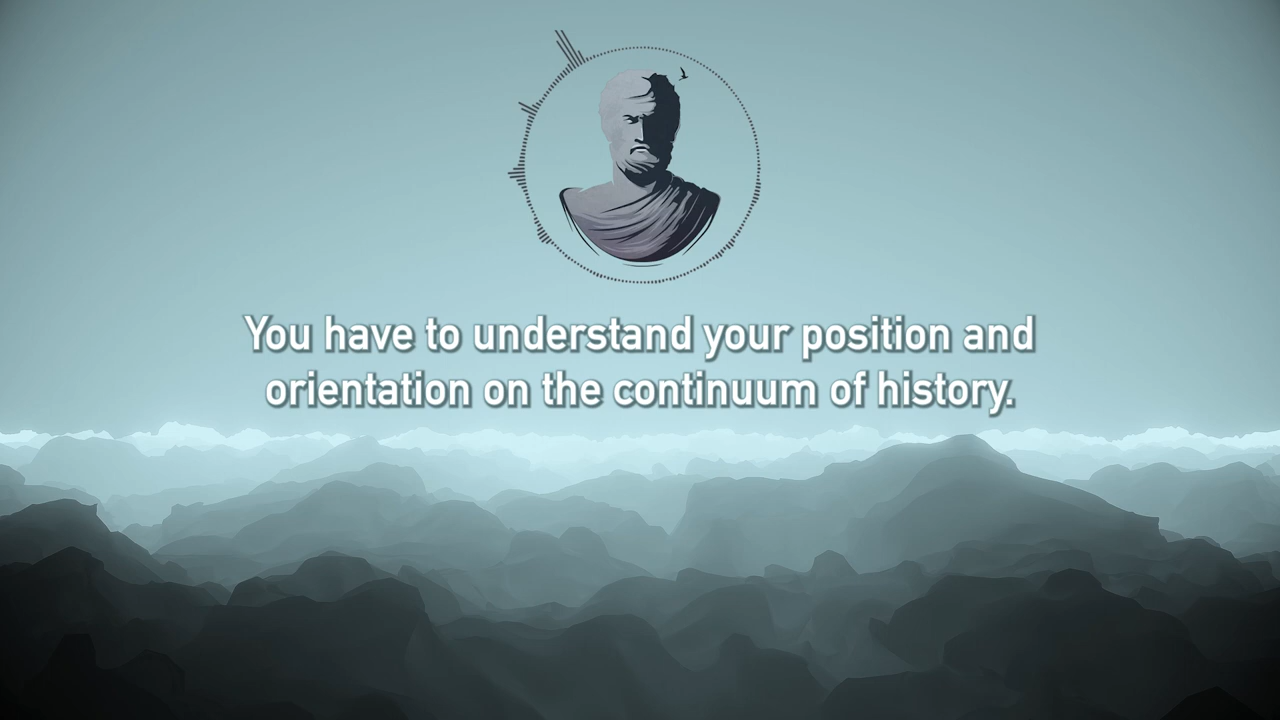 You have to understand your position and
orientation on the continuum of history.